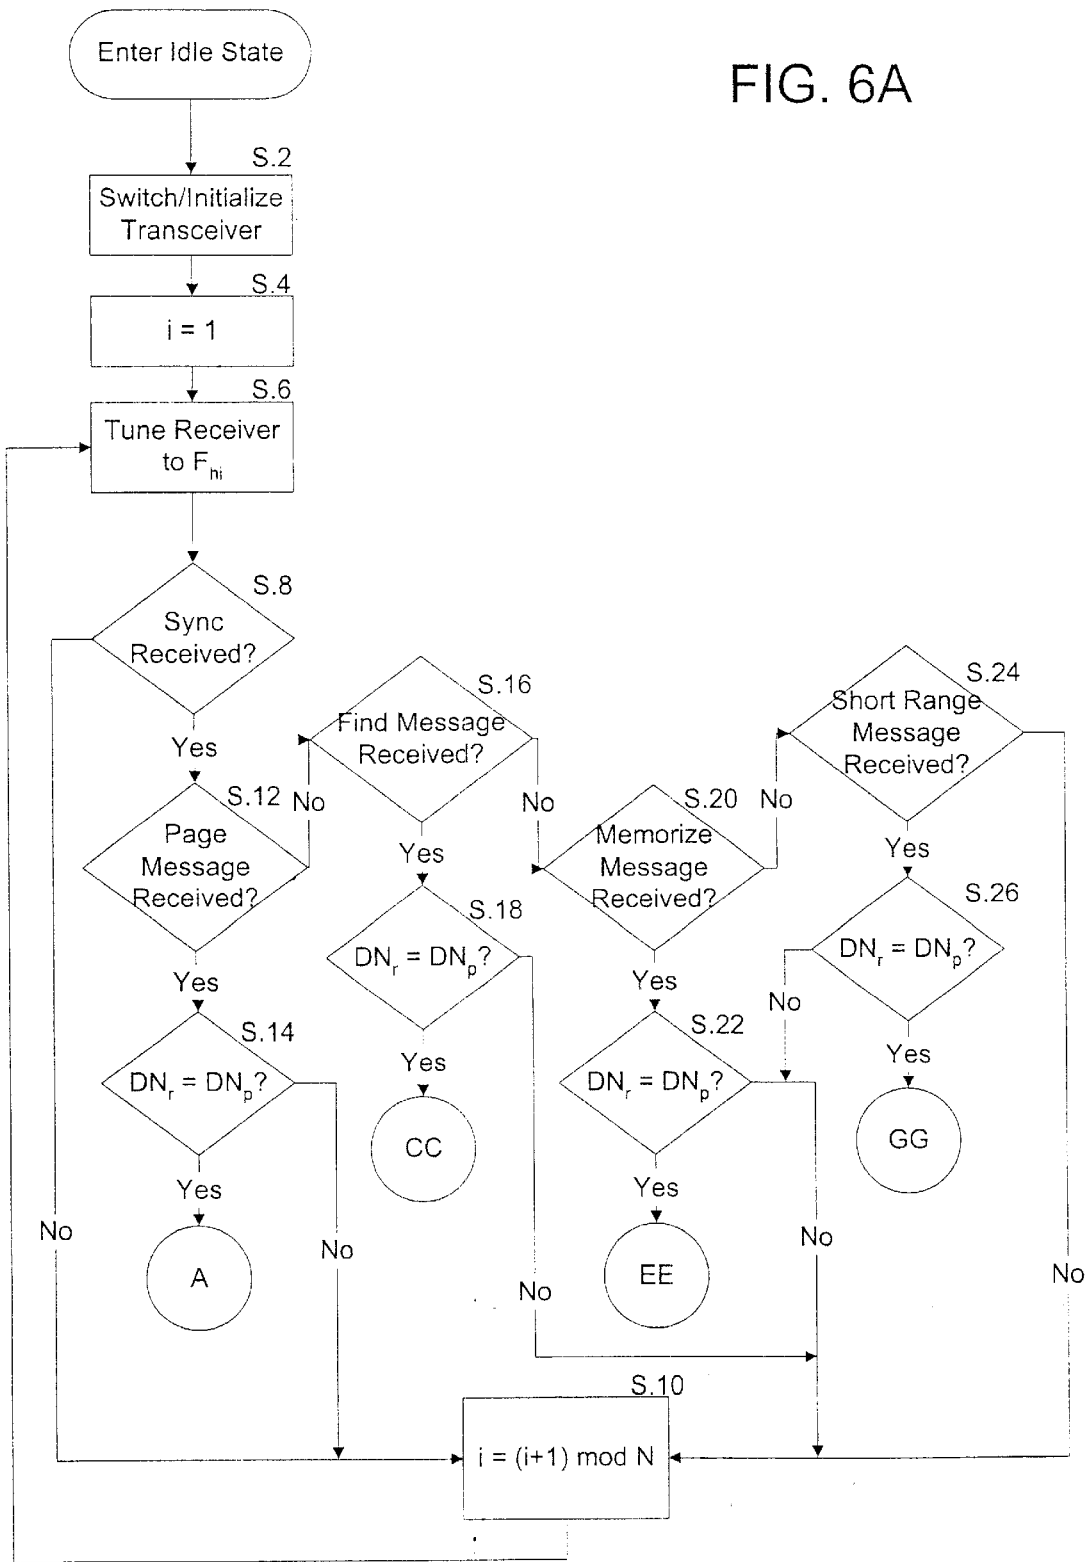 Enter Idle State
FIG. 6A
S.2
Switch/Initialize
Transceiver
S.4
i = 1
S.6
Tune Receiver
to F_hi
S.8
Sync
Received?
Yes
No
S.12
Page
Message
Received?
No
Yes
S.14
DN_r = DN_p?
Yes
No
A
S.16
Find Message
Received?
No
Yes
S.18
DN_r = DN_p?
Yes
No
CC
S.20
Memorize
Message
Received?
No
Yes
S.22
DN_r = DN_p?
Yes
No
EE
S.24
Short Range
Message
Received?
Yes
No
S.26
DN_r = DN_p?
No
Yes
GG
S.10
i = (i+1) mod N